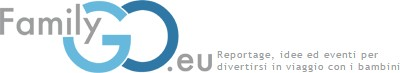 FamilyGO.eu
Reportage, idee ed eventi per
divertirsi in viaggio con i bambini